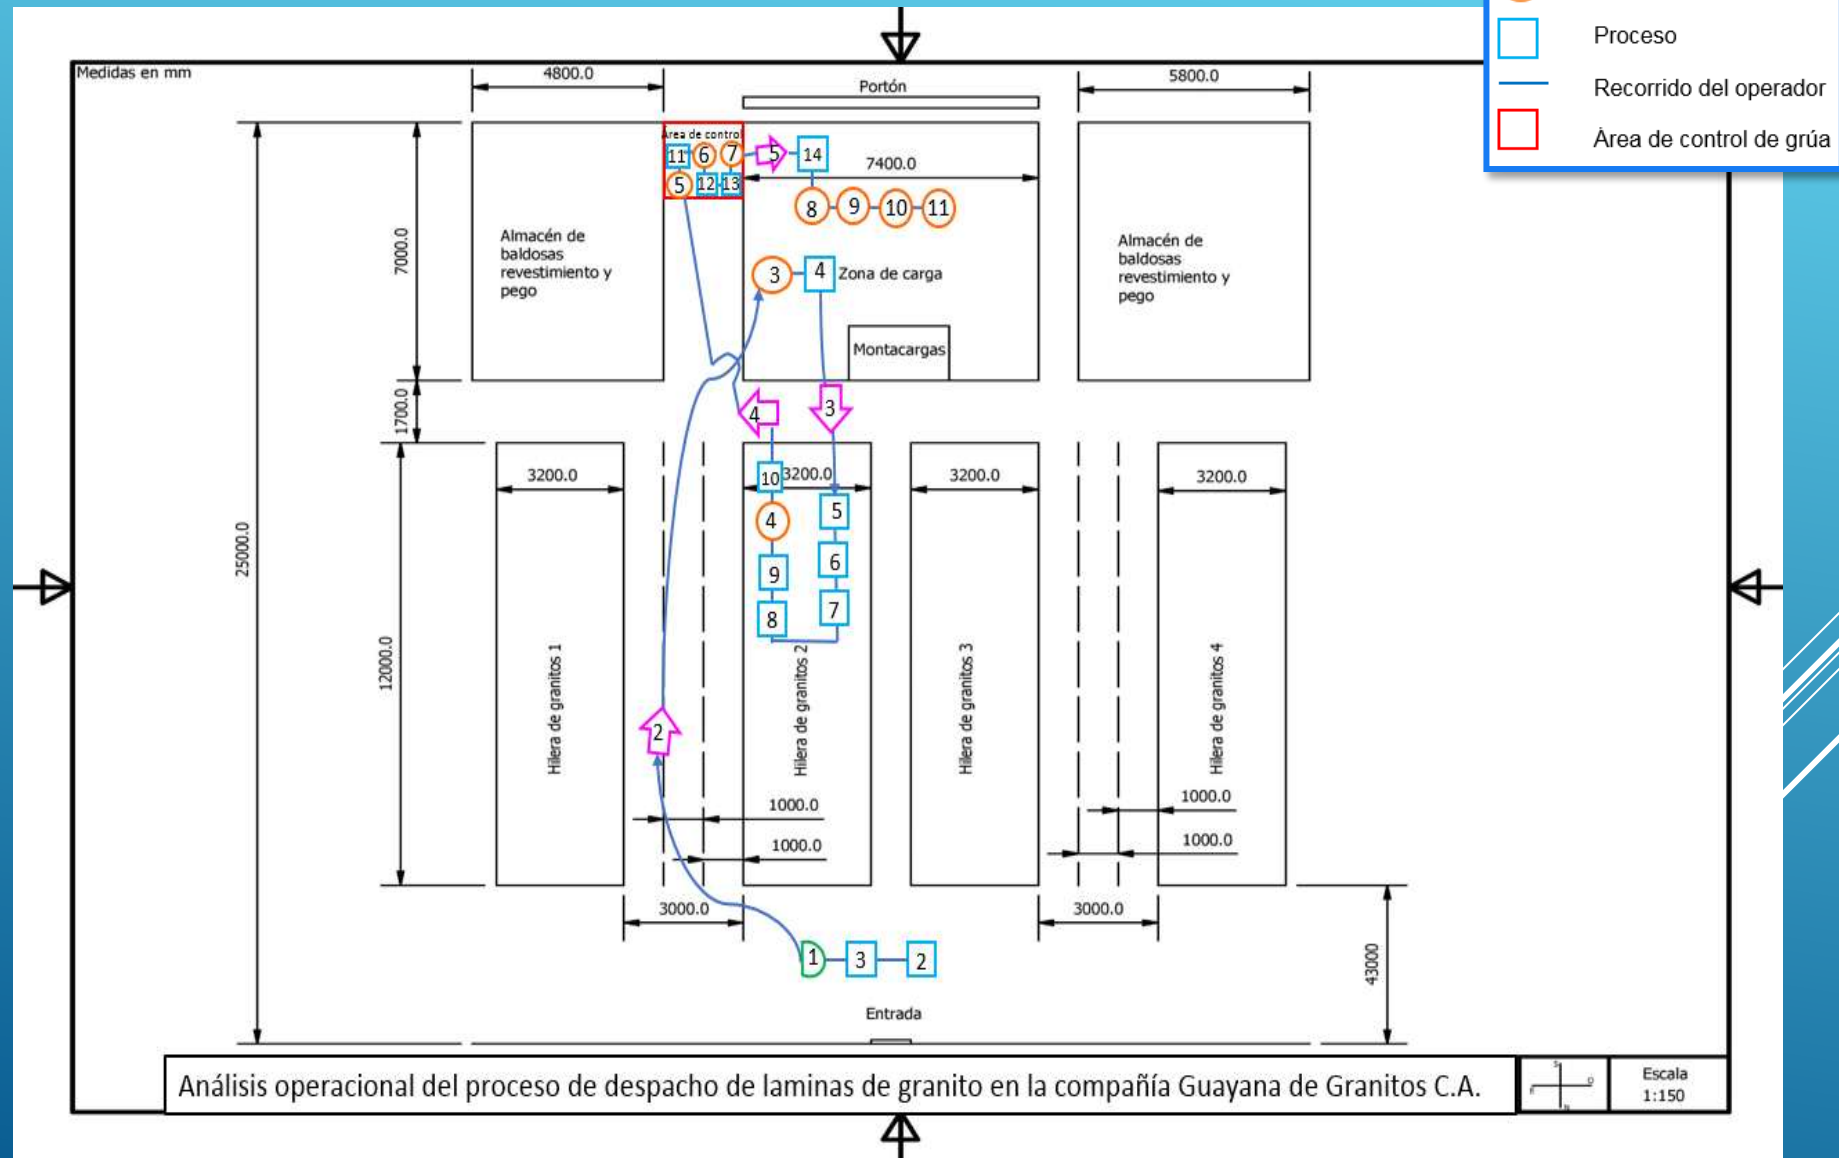 Proceso
Recorrido del operador
Área de control de grúa
Medidas en mm
4800.0
Portón
5800.0
Área de control
11
6
7
5
14
7400.0
5
12
13
8
9
10
11
7000.0
Almacén de
baldosas
revestimiento y
pego
3
4
Zona de carga
Almacén de
baldosas
revestimiento y
pego
Montacargas
1700.0
4
3
3200.0
10
3200.0
3200.0
3200.0
4
5
25000.0
9
6
8
7
12000.0
Hilera de granitos 1
Hilera de granitos 2
Hilera de granitos 3
Hilera de granitos 4
2
1000.0
1000.0
1000.0
1000.0
3000.0
3000.0
1
3
2
43000
Entrada
Análisis operacional del proceso de despacho de laminas de granito en la compañía Guayana de Granitos C.A.
S
O
N
Escala
1:150